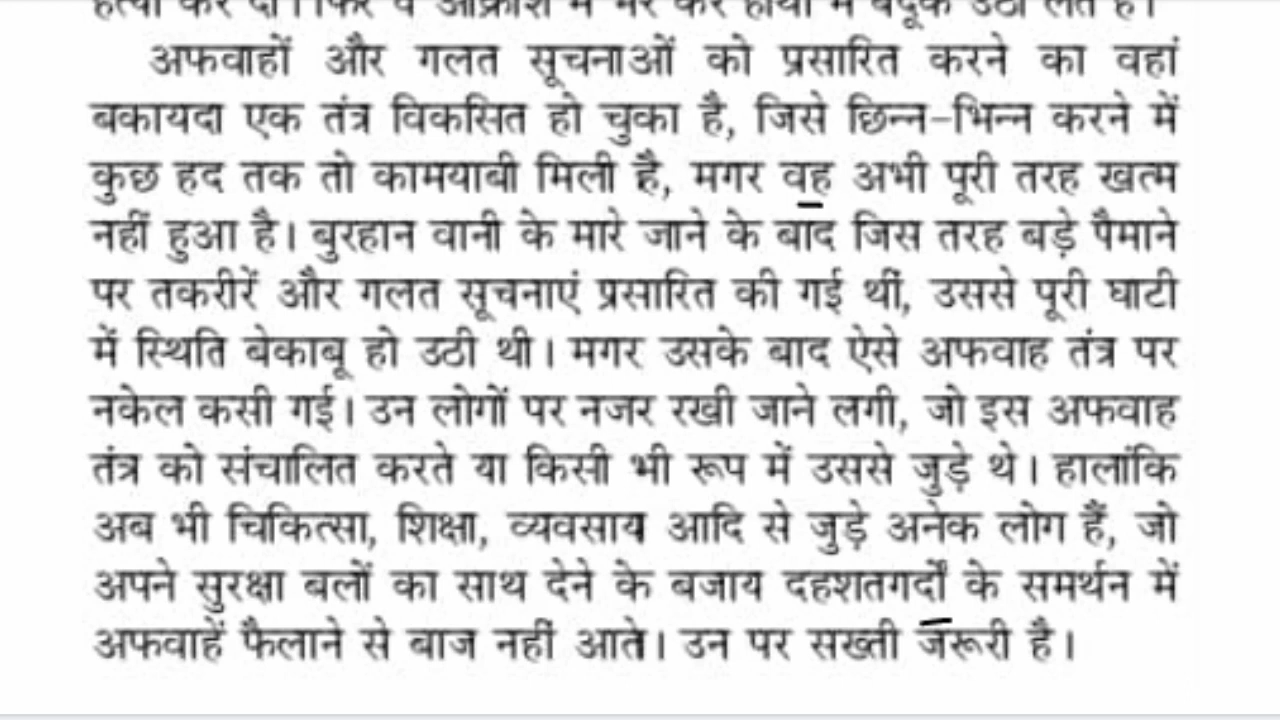 अफवाहों और गलत सूचनाओं को प्रसारित करने का वहां
बकायदा एक तंत्र विकसित हो चुका है, जिसे छिन्न-भिन्न करने में
कुछ हद तक तो कामयाबी मिली है, मगर वह अभी पूरी तरह खत्म
नहीं हुआ है। बुरहान वानी के मारे जाने के बाद जिस तरह बड़े पैमाने
पर तकरीरें और गलत सूचनाएं प्रसारित की गई थीं, उससे पूरी घाटी
में स्थिति बेकाबू हो उठी थी। मगर उसके बाद ऐसे अफवाह तंत्र पर
नकेल कसी गई। उन लोगों पर नजर रखी जाने लगी, जो इस अफवाह
तंत्र को संचालित करते या किसी भी रूप में उससे जुड़े थे। हालांकि
अब भी चिकित्सा, शिक्षा, व्यवसाय आदि से जुड़े अनेक लोग हैं, जो
अपने सुरक्षा बलों का साथ देने के बजाय दहशतगर्दों के समर्थन में
अफवाहें फैलाने से बाज नहीं आते। उन पर सख्ती जरूरी है।